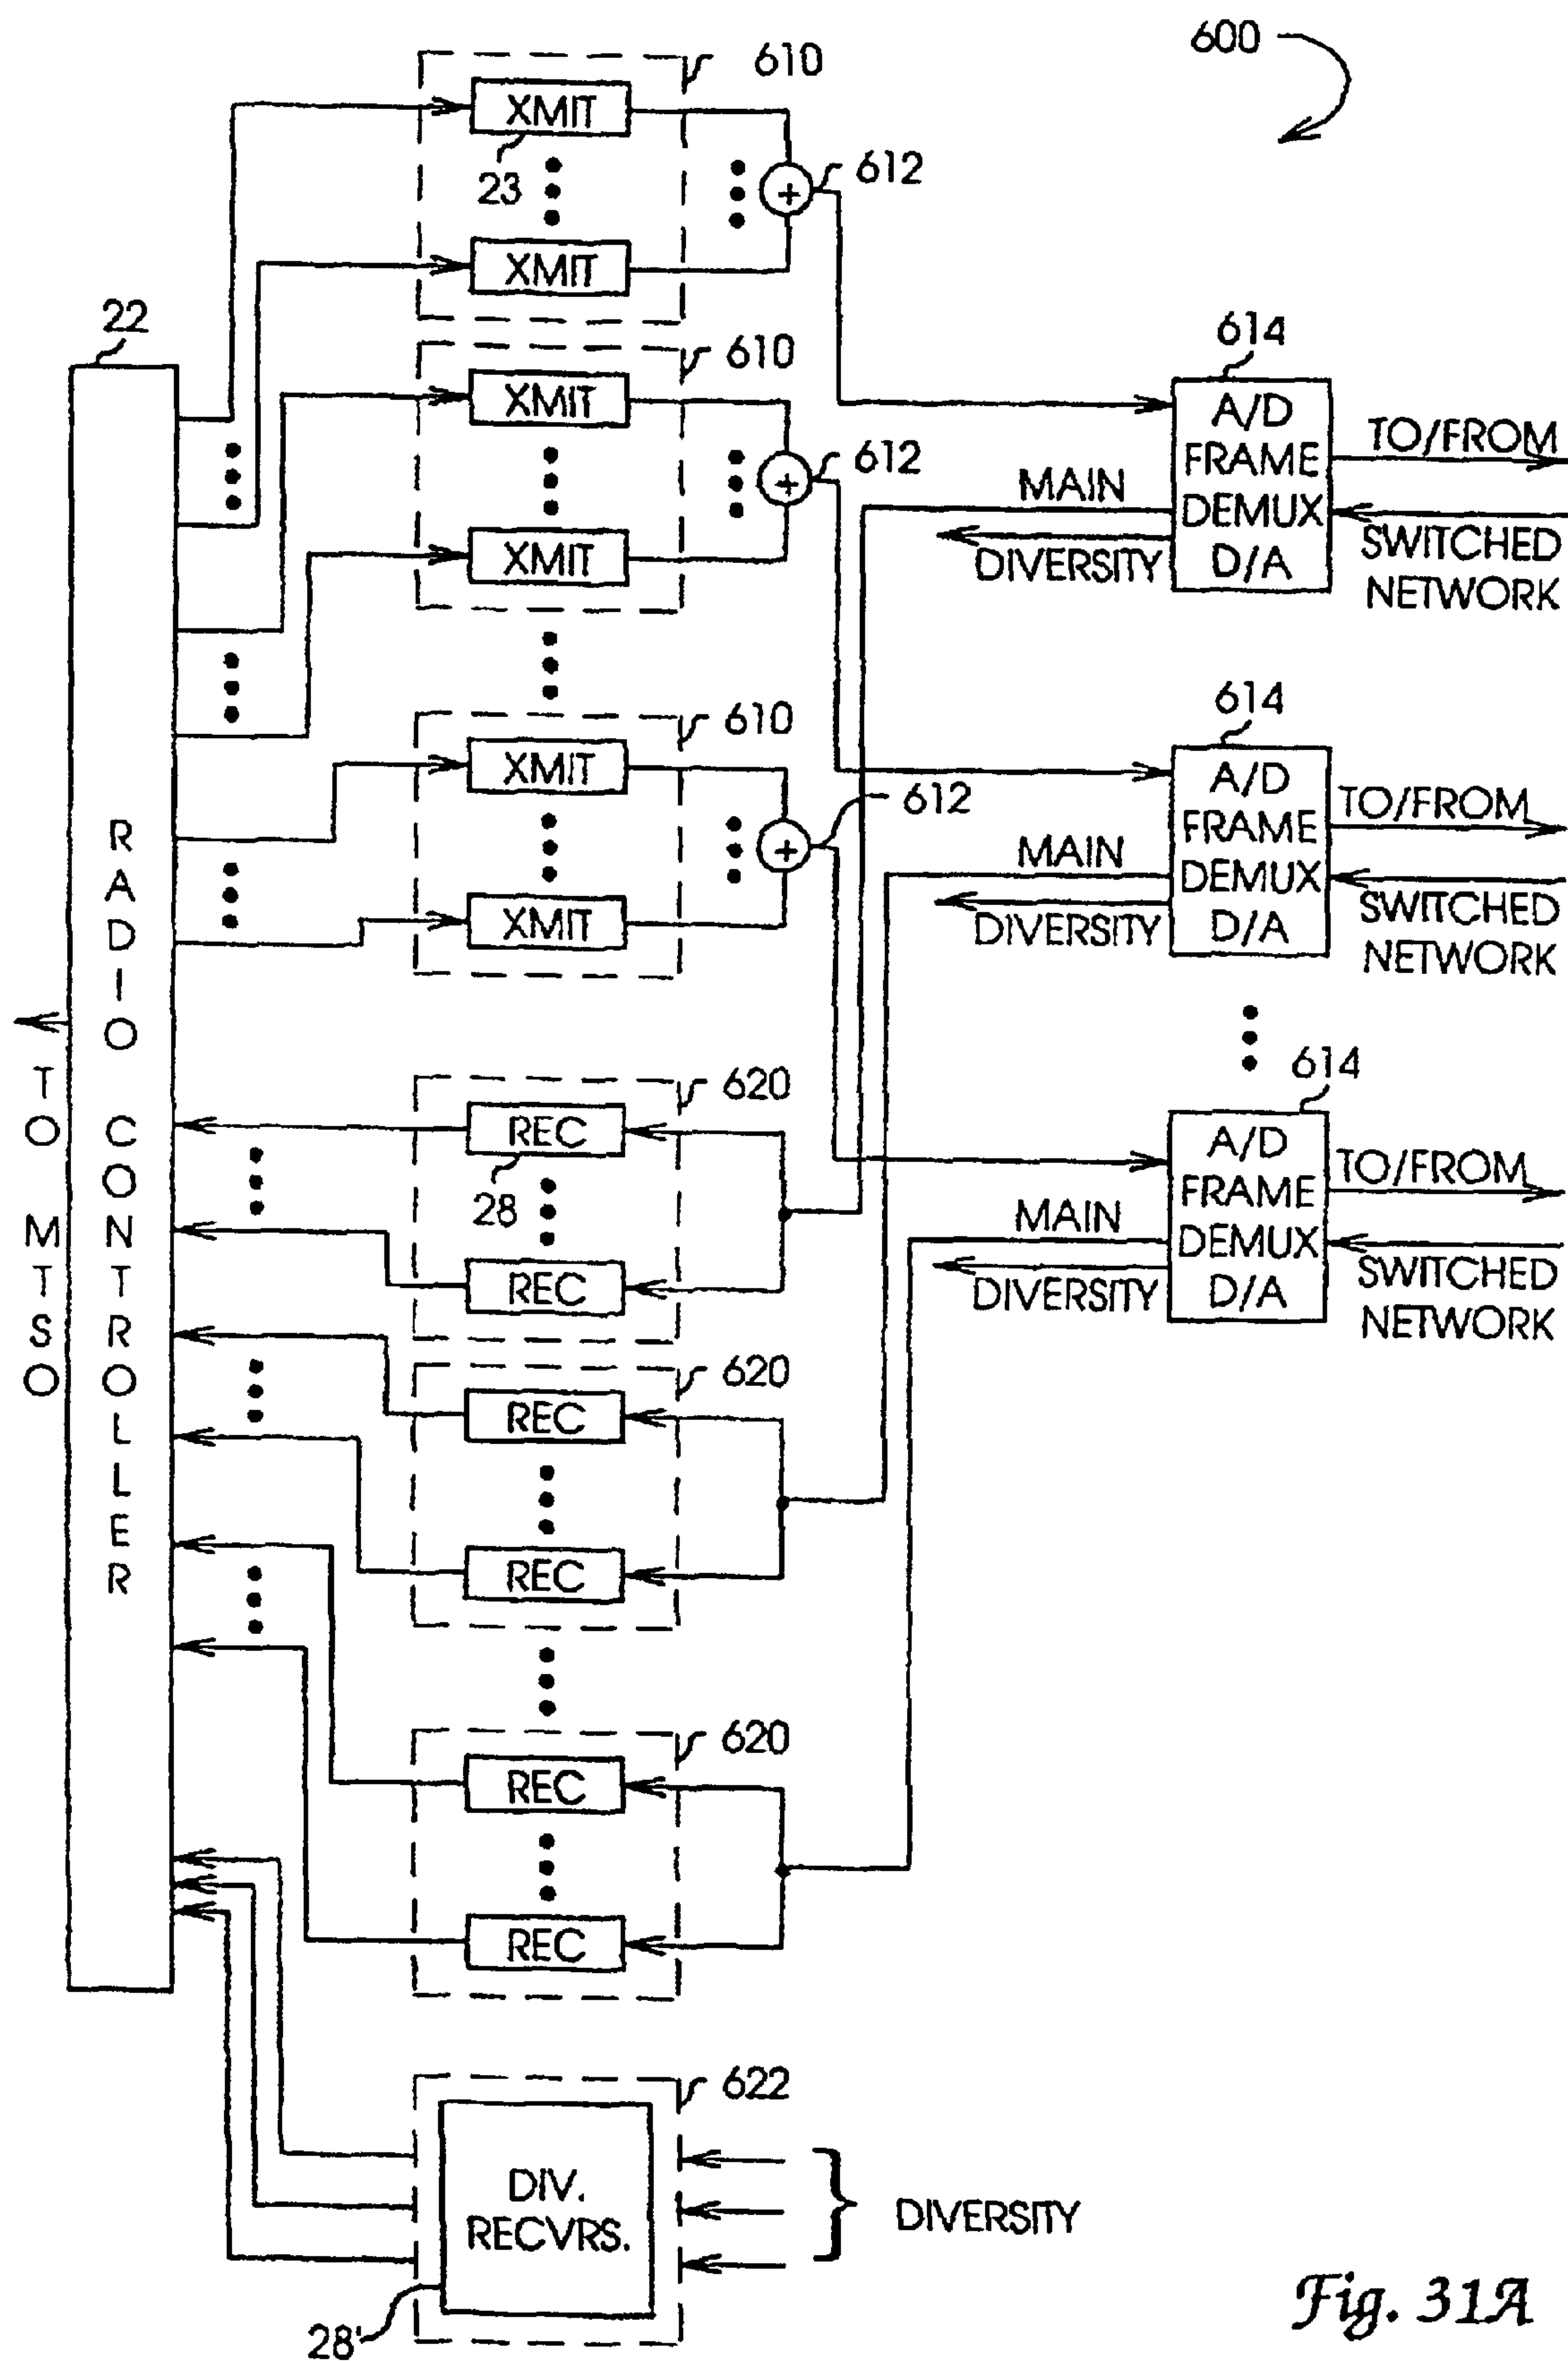 600
610
XMIT
23
612
XMIT
22
610
XMIT
612
XMIT
614
A/D
FRAME
DEMUX
D/A
TO/FROM
SWITCHED
NETWORK
MAIN
DIVERSITY
610
XMIT
612
XMIT
614
A/D
FRAME
DEMUX
D/A
TO/FROM
SWITCHED
NETWORK
MAIN
DIVERSITY
RADIO CONTROLLER
TO MTSO
620
REC
28
REC
614
A/D
FRAME
DEMUX
D/A
TO/FROM
SWITCHED
NETWORK
MAIN
DIVERSITY
620
REC
REC
620
REC
REC
622
DIV.
RECVRS.
28'
DIVERSITY
Fig. 31A